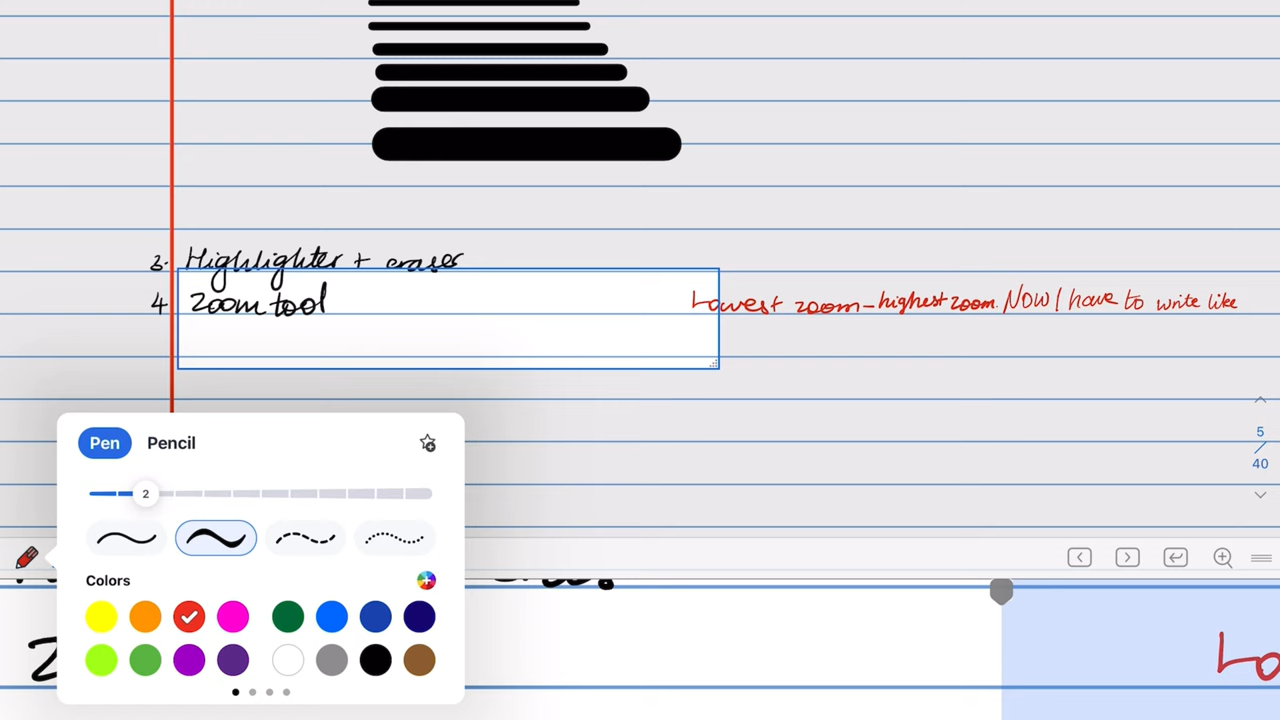 3. Highlighter + eraser
4 Zoom tool Lowest zoom - highest zoom. Now I have to write like
5
/
40
Pen Pencil
2
Colors
Lo